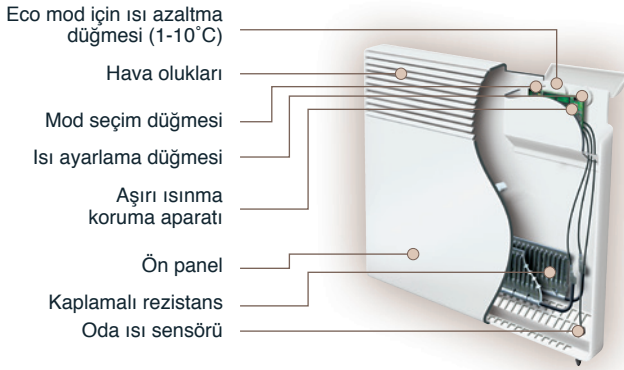 Eco mod için ısı azaltma
düğmesi (1-10˚C)
Hava olukları
Mod seçim düğmesi
Isı ayarlama düğmesi
Aşırı ısınma
koruma aparatı
Ön panel
Kaplamalı rezistans
Oda ısı sensörü